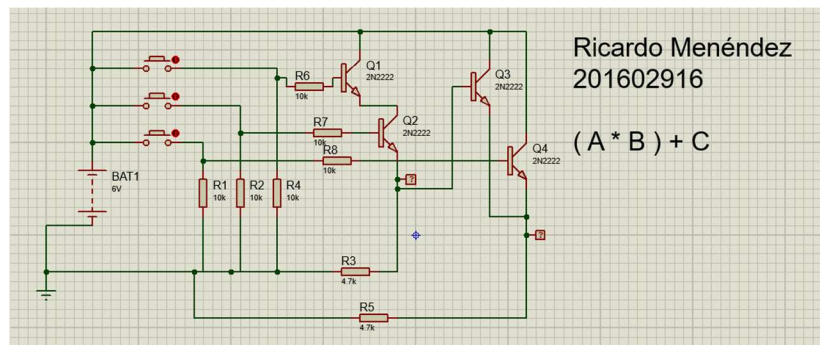 Ricardo Menéndez
201602916
( A * B ) + C
Q1
2N2222
R6
10k
Q3
2N2222
Q2
2N2222
R7
10k
R8
10k
Q4
2N2222
BAT1
6V
R1
10k
R2
10k
R4
10k
?
?
R3
4.7k
R5
4.7k